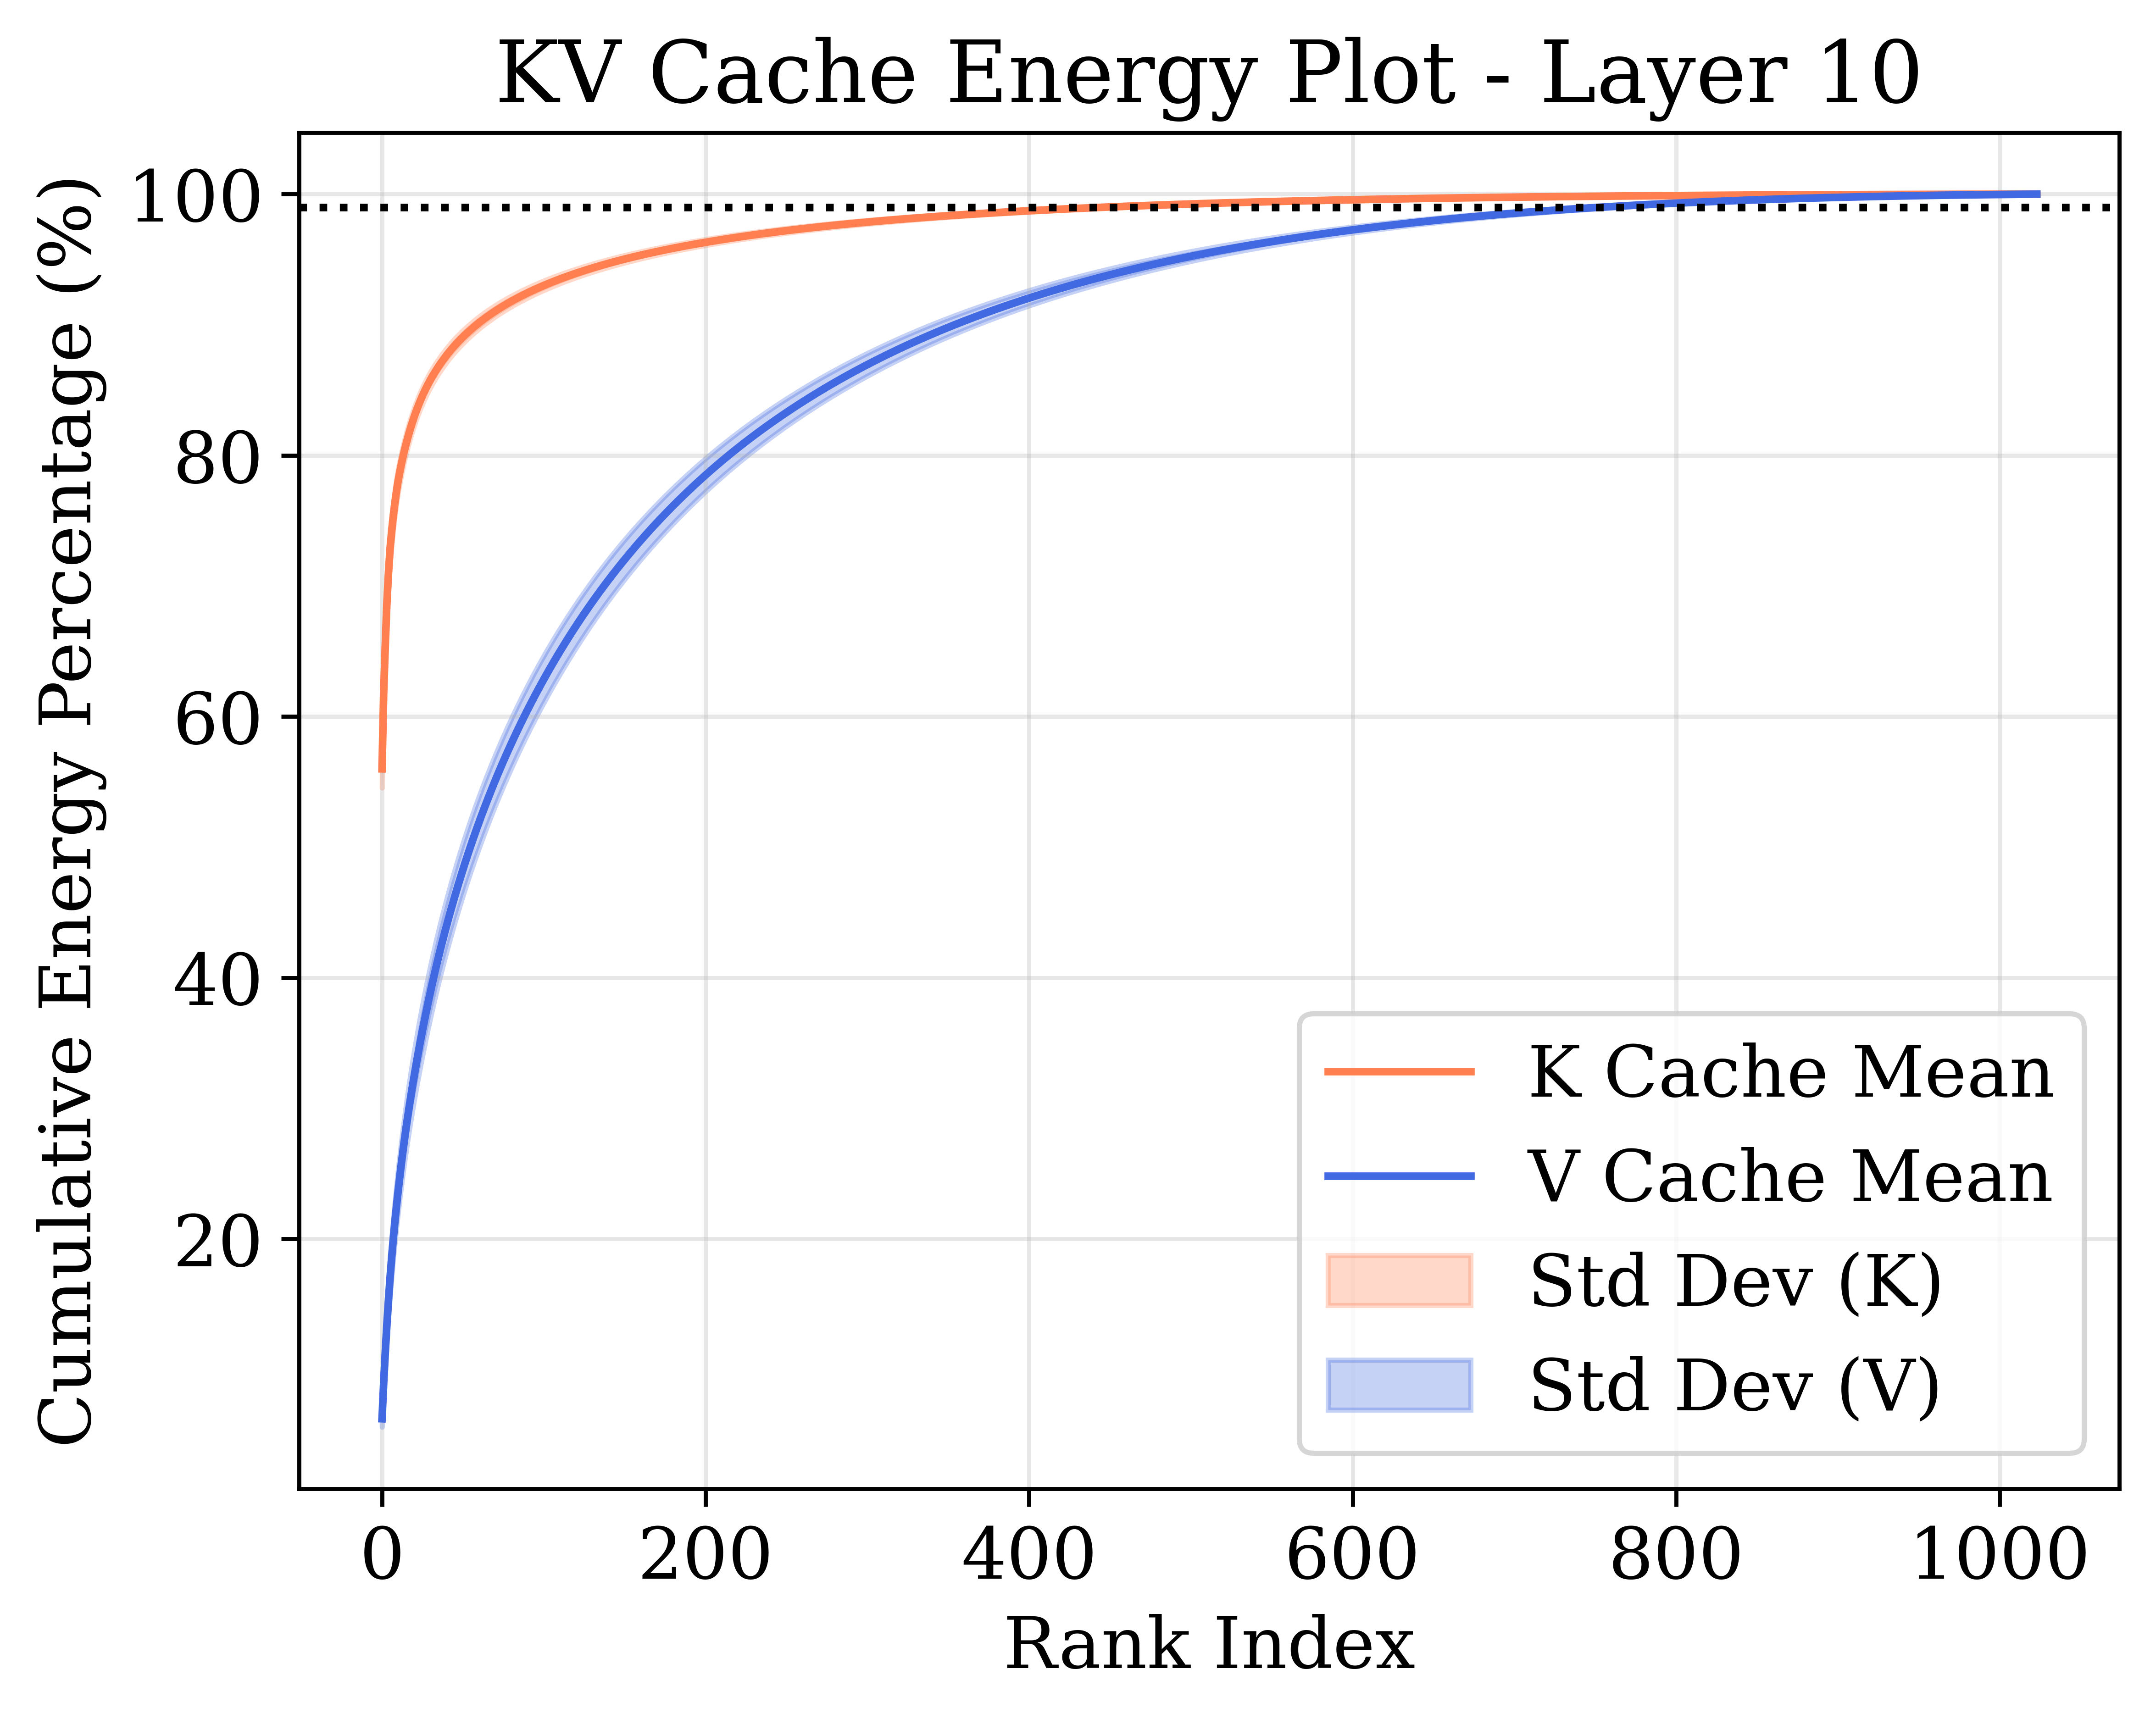 KV Cache Energy Plot - Layer 10
Cumulative Energy Percentage (%)
100
80
60
40
20
K Cache Mean
V Cache Mean
Std Dev (K)
Std Dev (V)
0 200 400 600 800 1000
Rank Index